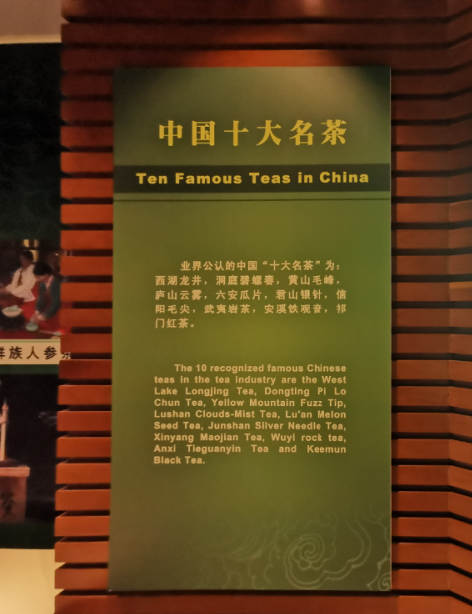 中国十大名茶
Ten Famous Teas in China
业界公认的中国“十大名茶”为：
西湖龙井，洞庭碧螺春，黄山毛峰，
庐山云雾，六安瓜片，君山银针，信
阳毛尖，武夷岩茶，安溪铁观音，祁
门红茶。
The 10 recognized famous Chinese
teas in the tea industry are the West
Lake Longjing Tea, Dongting Pi Lo
Chun Tea, Yellow Mountain Fuzz Tip,
Lushan Clouds-Mist Tea, Lu'an Melon
Seed Tea, Junshan Silver Needle Tea,
Xinyang Maojian Tea, Wuyi rock tea,
Anxi Tieguanyin Tea and Keemun
Black Tea.
族人参